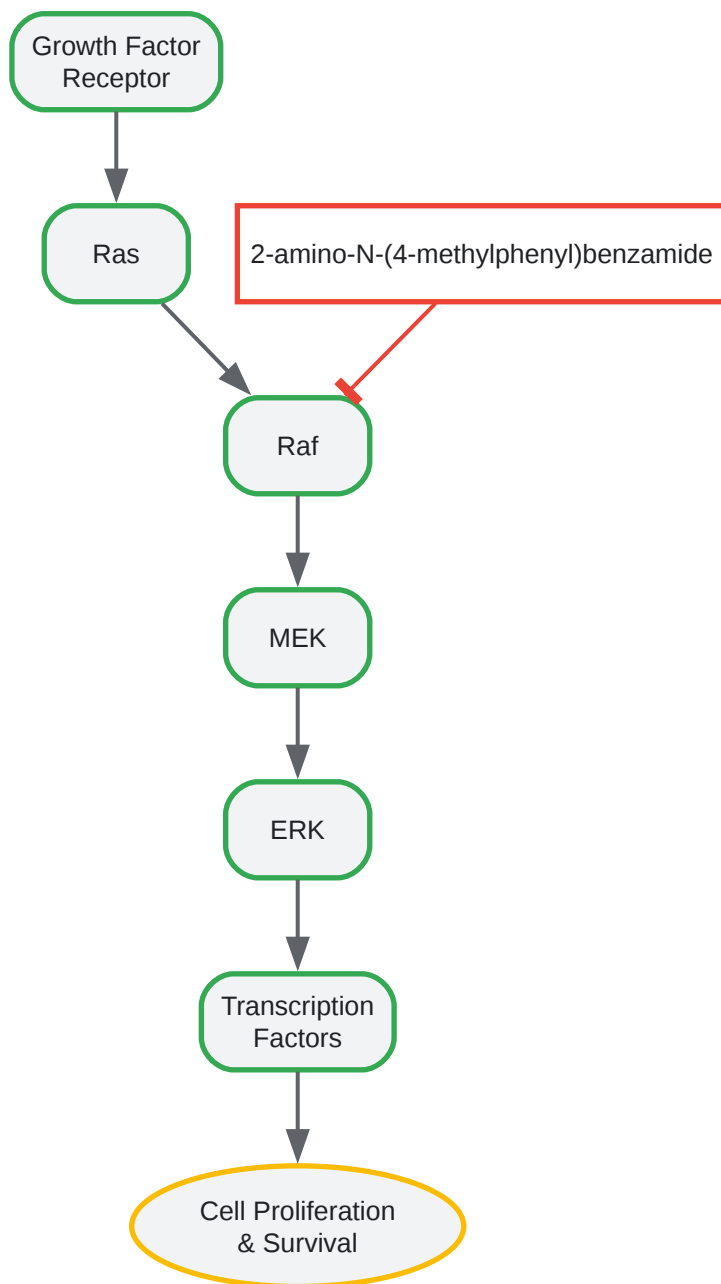 Growth Factor
Receptor
Ras
2-amino-N-(4-methylphenyl)benzamide
Raf
MEK
ERK
Transcription
Factors
Cell Proliferation
& Survival